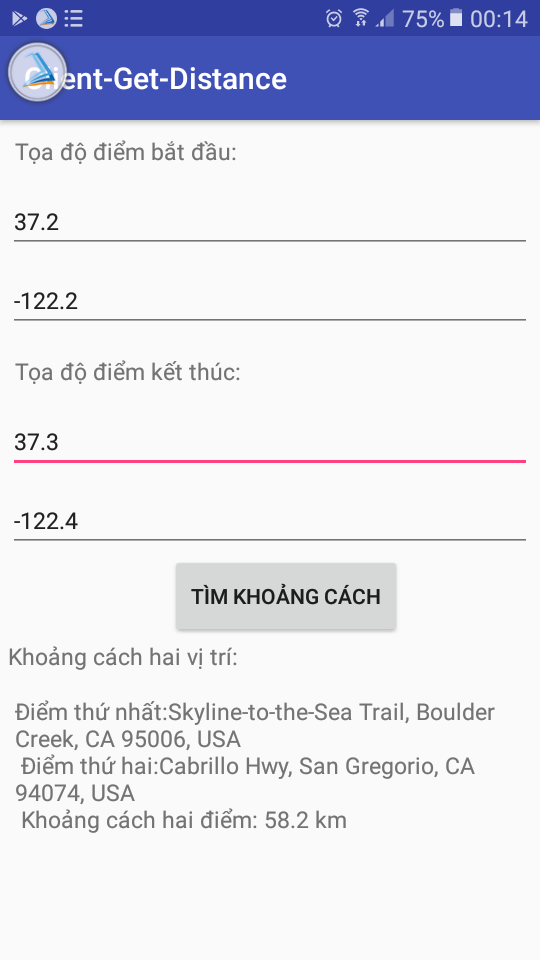 75% 00:14
Client-Get-Distance
Tọa độ điểm bắt đầu:
37.2
-122.2
Tọa độ điểm kết thúc:
37.3
-122.4
TÌM KHOẢNG CÁCH
Khoảng cách hai vị trí:
Điểm thứ nhất:Skyline-to-the-Sea Trail, Boulder
Creek, CA 95006, USA
Điểm thứ hai:Cabrillo Hwy, San Gregorio, CA
94074, USA
Khoảng cách hai điểm: 58.2 km